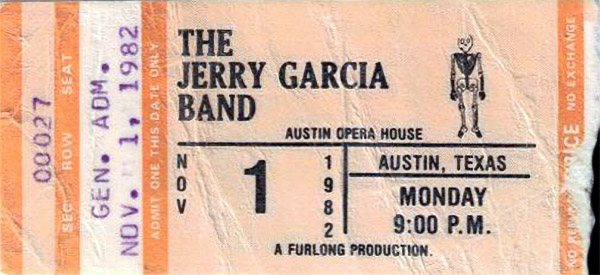 00027
SEC ROW SEAT
GEN. ADM.
NOV. 1, 1982
ADMIT ONE THIS DATE ONLY
THE
JERRY GARCIA
BAND
AUSTIN OPERA HOUSE
NOV
1
1982
AUSTIN, TEXAS
MONDAY
9:00 P.M.
A FURLONG PRODUCTION.
NO EXCHANGE
NO